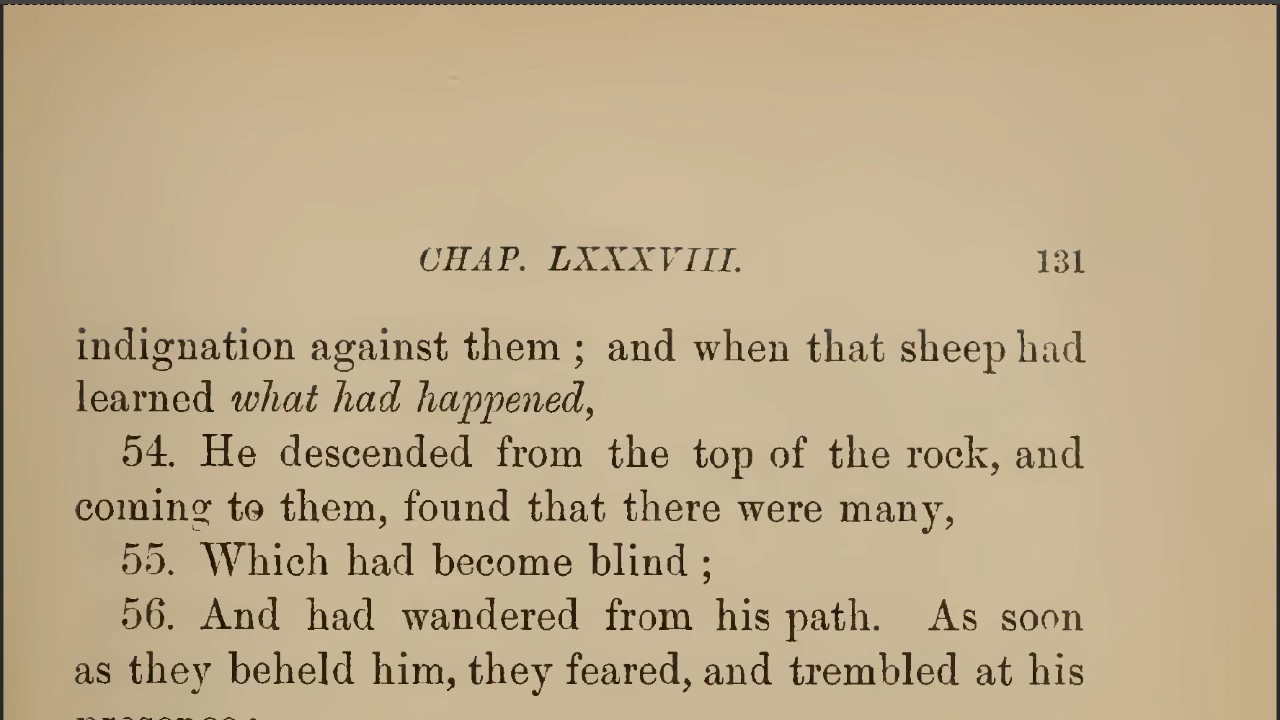 CHAP. LXXXVIII. 131
indignation against them ; and when that sheep had
learned what had happened,
54. He descended from the top of the rock, and
coming to them, found that there were many,
55. Which had become blind ;
56. And had wandered from his path. As soon
as they beheld him, they feared, and trembled at his